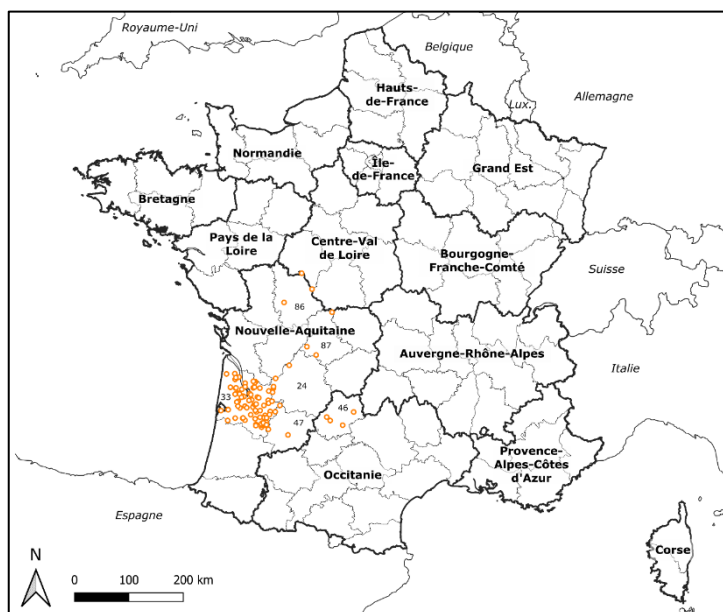 Royaume-Uni
Belgique
Allemagne
Lux.
Hauts-
de-France
Normandie
Île-
de-France
Grand Est
Bretagne
Pays de la
Loire
Centre-Val
de Loire
Bourgogne-
Franche-Comté
Suisse
86
Nouvelle-Aquitaine
87
Auvergne-Rhône-Alpes
Italie
24
33
46
47
Occitanie
Provence-
Alpes-Côtes
d'Azur
Espagne
Corse
N
0 100 200 km